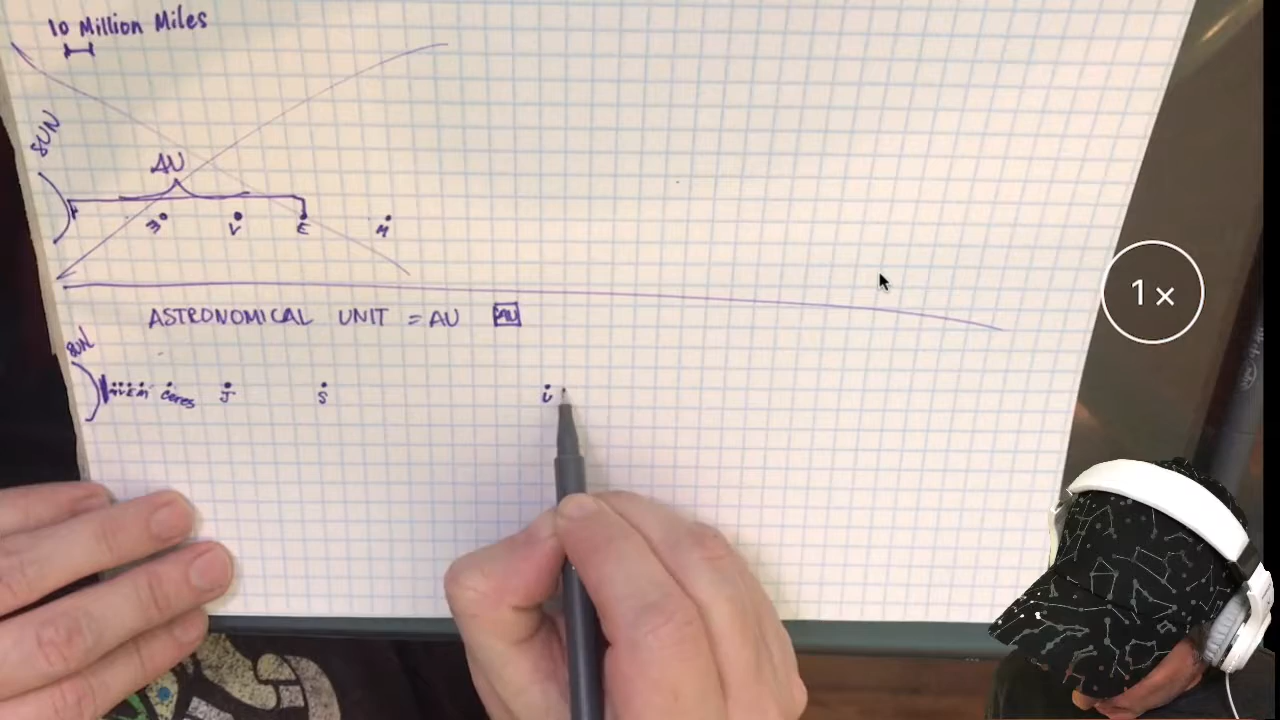 10 Million Miles
SUN
AU
M V E M
ASTRONOMICAL UNIT = AU AU
SUN
M V E M Ceres J S U
1×